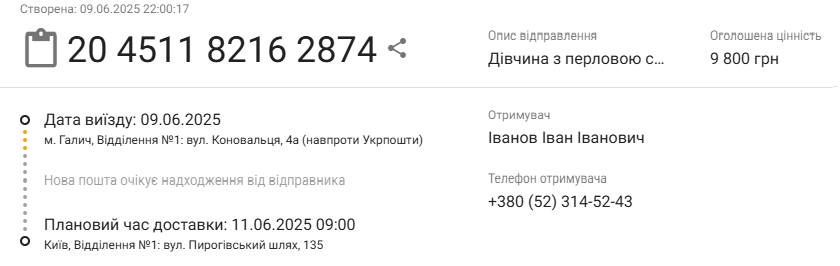 Створена: 09.06.2025 22:00:17
20 4511 8216 2874
Опис відправлення
Дівчина з перловою с...
Оголошена цінність
9 800 грн
Дата виїзду: 09.06.2025
м. Галич, Відділення №1: вул. Коновальця, 4а (навпроти Укрпошти)
Нова пошта очікує надходження від відправника
Плановий час доставки: 11.06.2025 09:00
Київ, Відділення №1: вул. Пирогівський шлях, 135
Отримувач
Іванов Іван Іванович
Телефон отримувача
+380 (52) 314-52-43